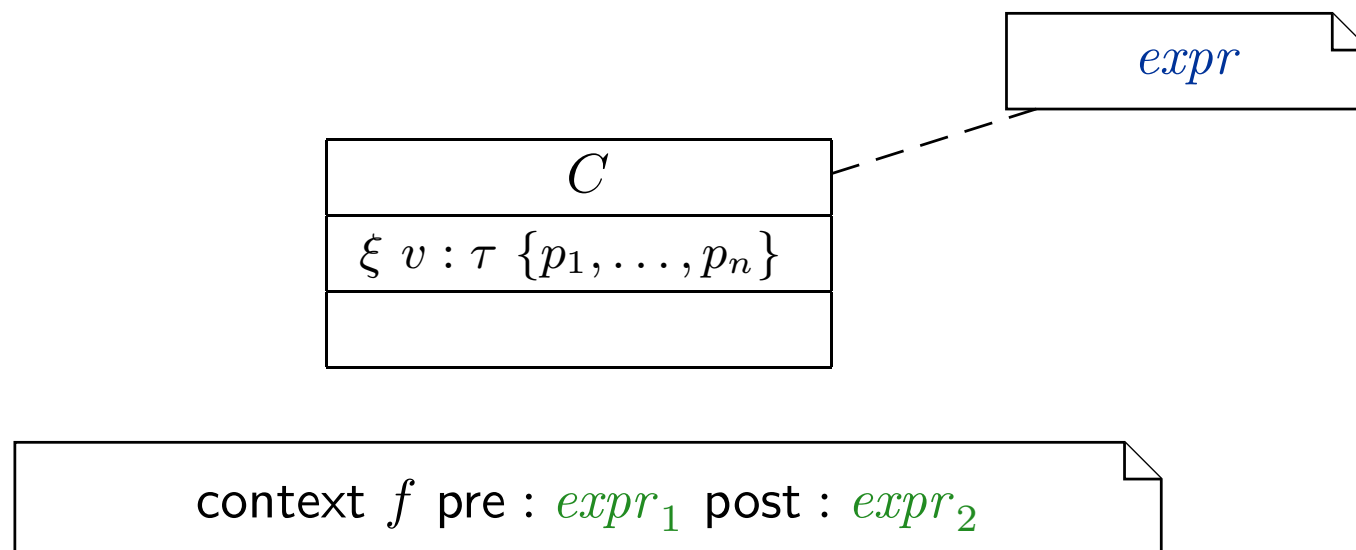 expr
C
ξ v : τ {p₁, . . . , pₙ}
context f pre : expr₁ post : expr₂